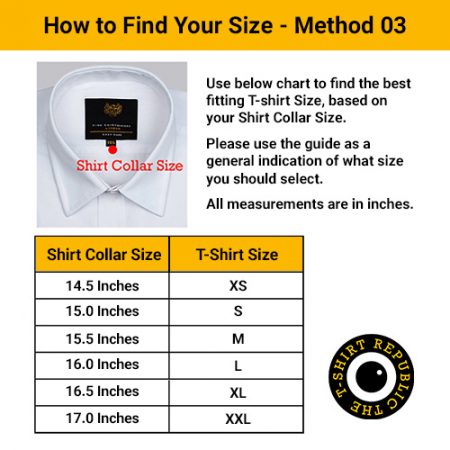 How to Find Your Size - Method 03
Shirt Collar Size
Use below chart to find the best
fitting T-shirt Size, based on
your Shirt Collar Size.
Please use the guide as a
general indication of what size
you should select.
All measurements are in inches.
Shirt Collar Size T-Shirt Size
14.5 Inches XS
15.0 Inches S
15.5 Inches M
16.0 Inches L
16.5 Inches XL
17.0 Inches XXL
THE T-SHIRT REPUBLIC